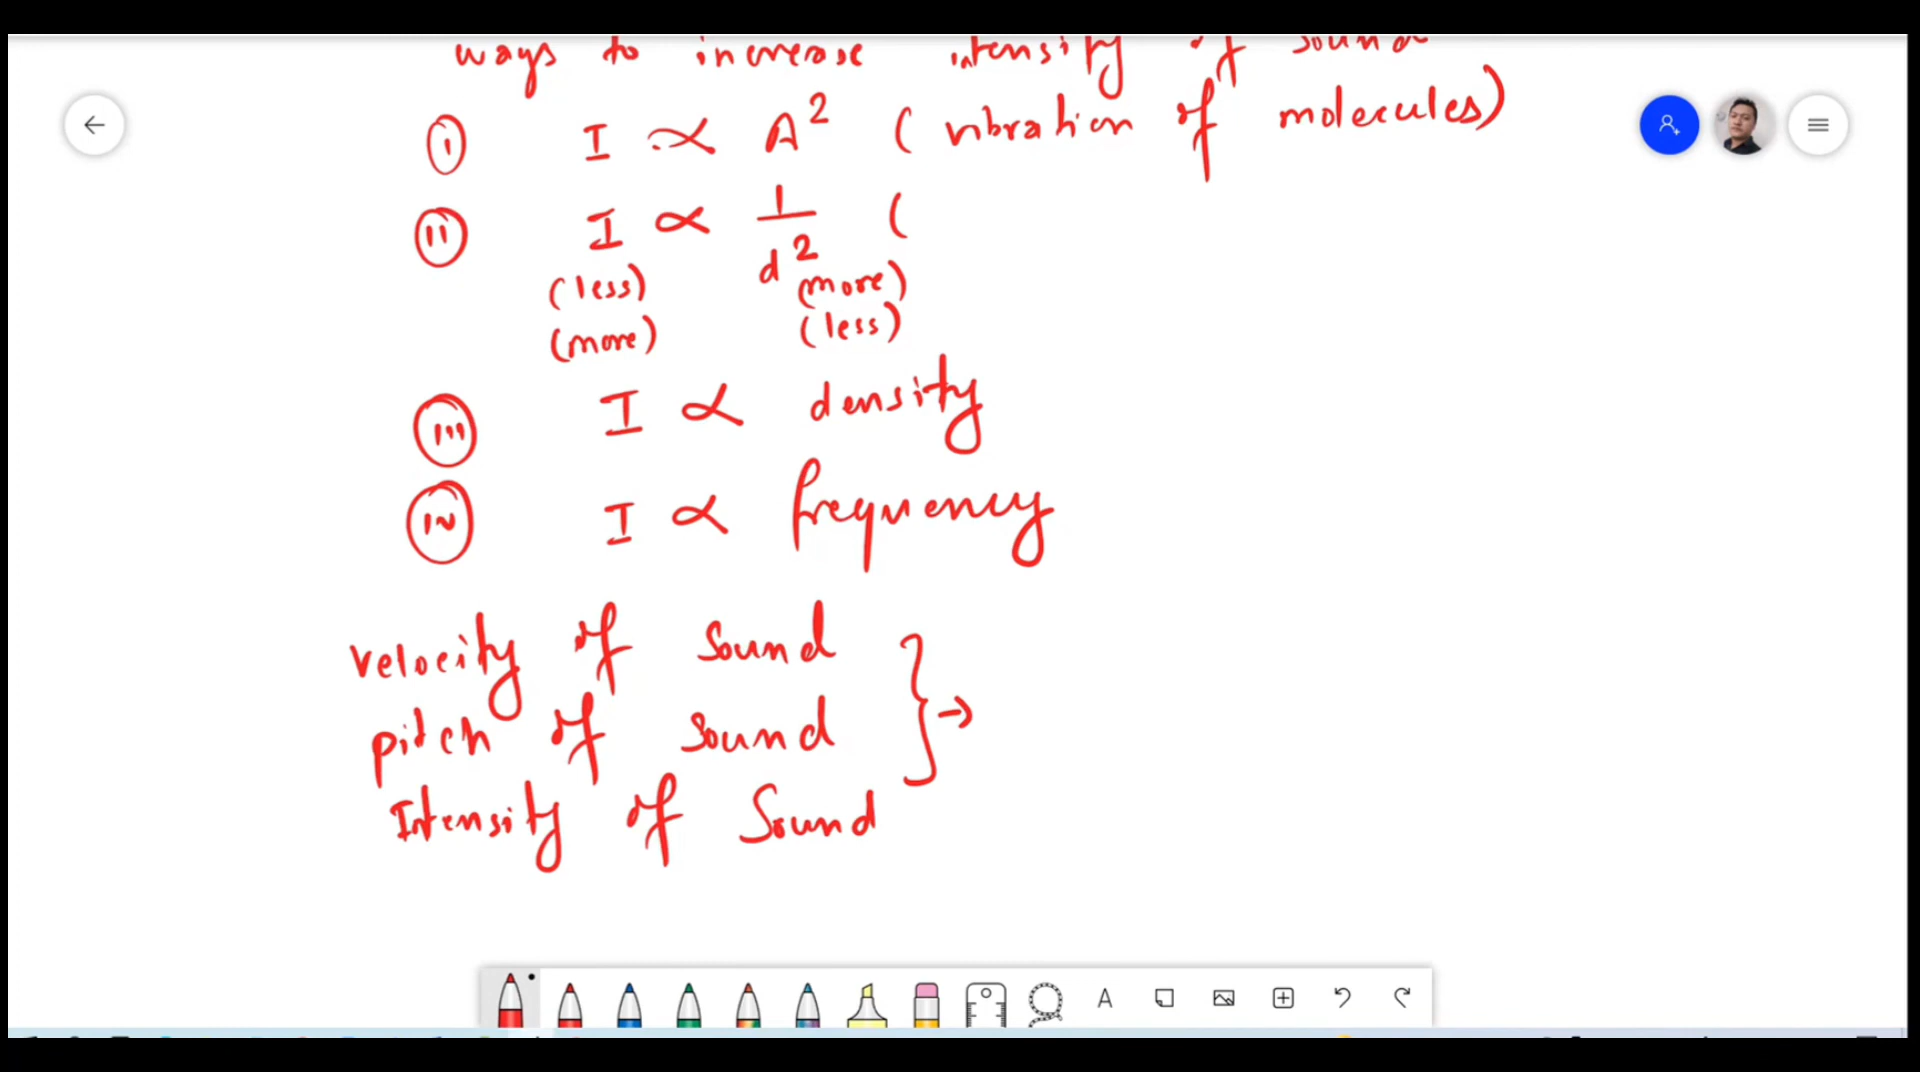 ways to increase intensity of sound
(i) I ∝ A² (vibration of molecules)
(ii) I ∝ 1/d² (
(less) (more)
(more) (less)
(iii) I ∝ density
(iv) I ∝ frequency
velocity of sound
pitch of sound } →
Intensity of Sound
A